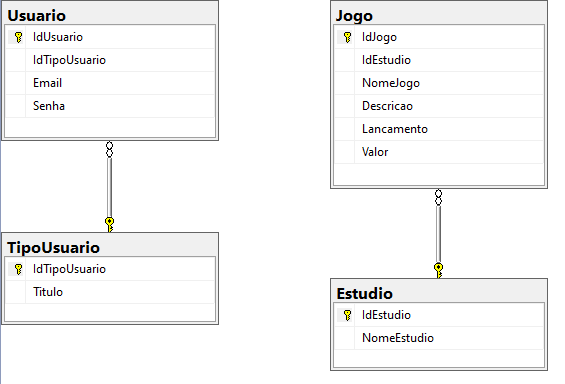 Usuario
IdUsuario
IdTipoUsuario
Email
Senha
TipoUsuario
IdTipoUsuario
Titulo
Jogo
IdJogo
IdEstudio
NomeJogo
Descricao
Lancamento
Valor
Estudio
IdEstudio
NomeEstudio